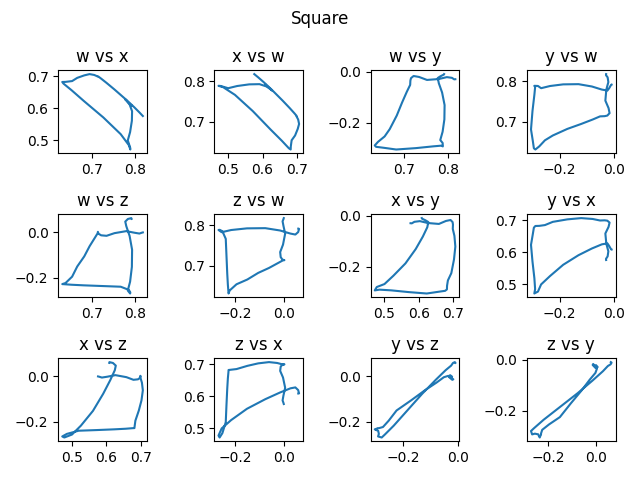 Square
w vs x x vs w w vs y y vs w
0.7 0.6 0.5 0.7 0.8
0.8 0.7 0.5 0.6 0.7
0.0 −0.2 0.7 0.8
0.8 0.7 −0.2 0.0
w vs z z vs w x vs y y vs x
0.0 −0.2 0.7 0.8
0.8 0.7 −0.2 0.0
0.0 −0.2 0.5 0.6 0.7
0.7 0.6 0.5 −0.2 0.0
x vs z z vs x y vs z z vs y
0.0 −0.2 0.5 0.6 0.7
0.7 0.6 0.5 −0.2 0.0
0.0 −0.2 −0.2 0.0
0.0 −0.2 −0.2 0.0